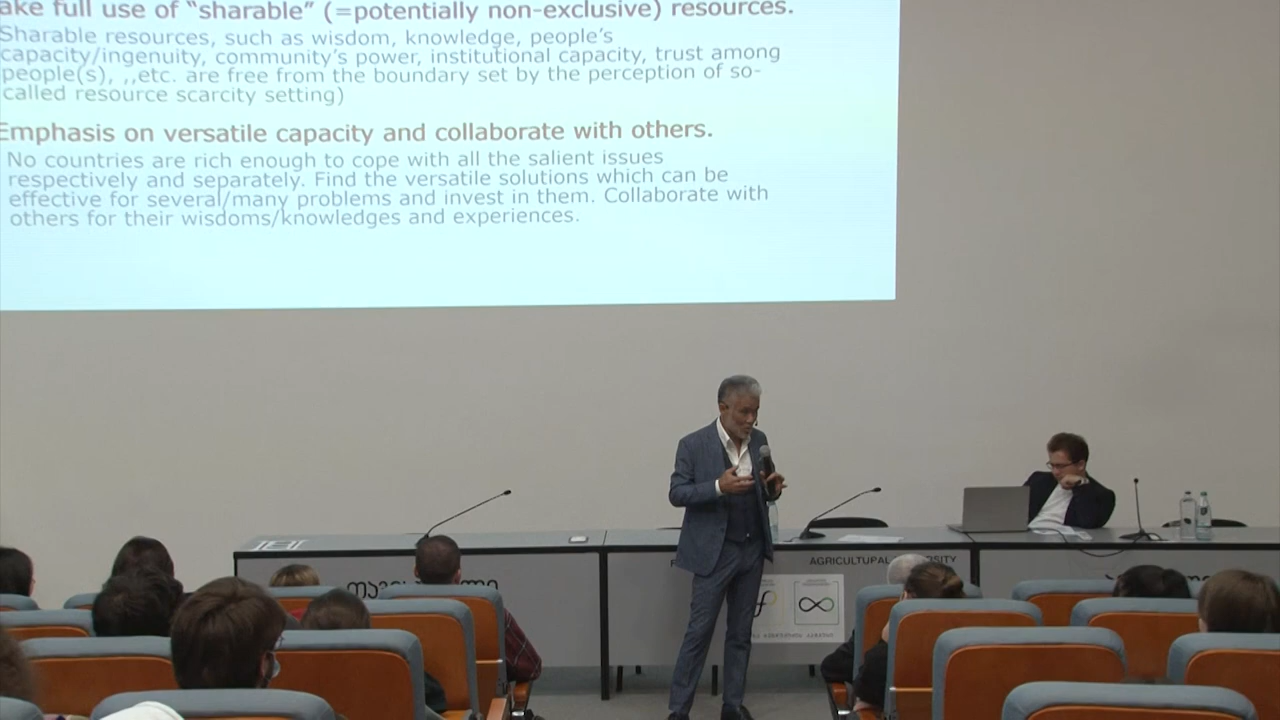 ake full use of “sharable” (=potentially non-exclusive) resources.
Sharable resources, such as wisdom, knowledge, people’s
capacity/ingenuity, community’s power, institutional capacity, trust among
people(s), ,,etc. are free from the boundary set by the perception of so-
called resource scarcity setting)
Emphasis on versatile capacity and collaborate with others.
No countries are rich enough to cope with all the salient issues
respectively and separately. Find the versatile solutions which can be
effective for several/many problems and invest in them. Collaborate with
others for their wisdoms/knowledges and experiences.
AGRICULTURAL